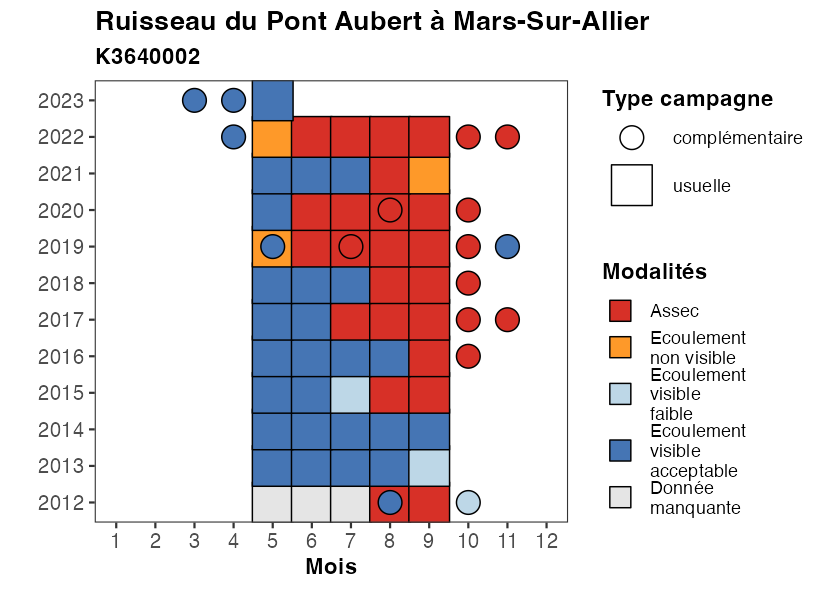 Ruisseau du Pont Aubert à Mars-Sur-Allier
K3640002
2023
2022
2021
2020
2019
2018
2017
2016
2015
2014
2013
2012
1 2 3 4 5 6 7 8 9 10 11 12
Mois
Type campagne
complémentaire
usuelle
Modalités
Assec
Ecoulement
non visible
Ecoulement
visible
faible
Ecoulement
visible
acceptable
Donnée
manquante